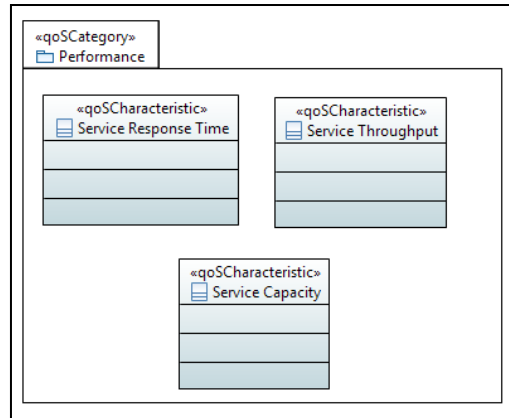 «qoSCategory»
Performance
«qoSCharacteristic»
Service Response Time
«qoSCharacteristic»
Service Throughput
«qoSCharacteristic»
Service Capacity